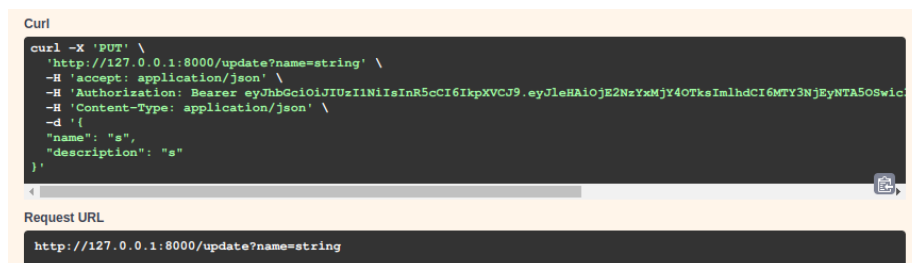 Curl
curl -X 'PUT' \
  'http://127.0.0.1:8000/update?name=string' \
  -H 'accept: application/json' \
  -H 'Authorization: Bearer eyJhbGciOiJIUzI1NiIsInR5cCI6IkpXVCJ9.eyJleHAiOjE2NzYxMjY4OTksImlhdCI6MTY3NjEyNTA5OSwic
  -H 'Content-Type: application/json' \
  -d '{
  "name": "s",
  "description": "s"
}'
Request URL
http://127.0.0.1:8000/update?name=string